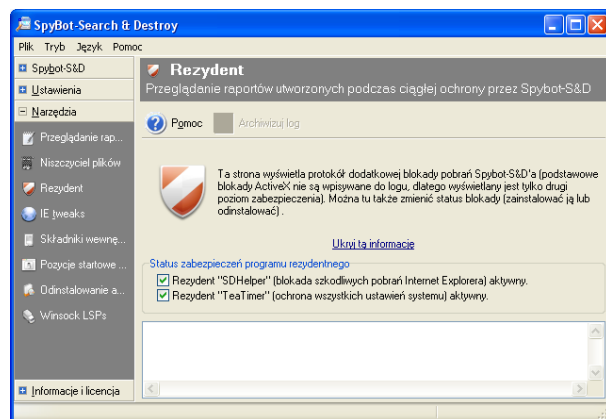 SpyBot-Search & Destroy
Plik Tryb Język Pomoc
Spybot-S&D
Ustawienia
Narzędzia
Przeglądanie rap...
Niszczyciel plików
Rezydent
IE tweaks
Składniki wewnę...
Pozycje startowe ...
Odinstalowanie a...
Winsock LSPs
Informacje i licencja
Rezydent
Przeglądanie raportów utworzonych podczas ciągłej ochrony przez Spybot-S&D
Pomoc Archiwizuj log
Ta strona wyświetla protokół dodatkowej blokady pobrań Spybot-S&D'a (podstawowe
blokady ActiveX nie są wpisywane do logu, dlatego wyświetlany jest tylko drugi
poziom zabezpieczenia). Można tu także zmienić status blokady (zainstalować ją lub
odinstalować) .
Ukryj tą informację
Status zabezpieczeń programu rezydentnego
Rezydent "SDHelper" (blokada szkodliwych pobrań Internet Explorera) aktywny.
Rezydent "TeaTimer" (ochrona wszystkich ustawień systemu) aktywny.